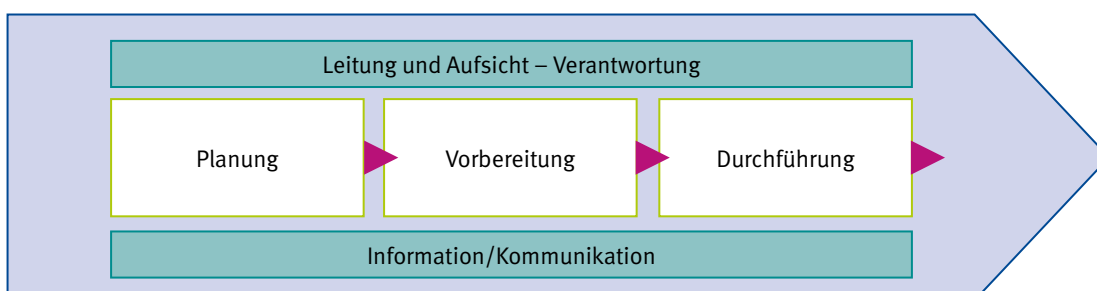 Leitung und Aufsicht – Verantwortung
Planung
Vorbereitung
Durchführung
Information/Kommunikation